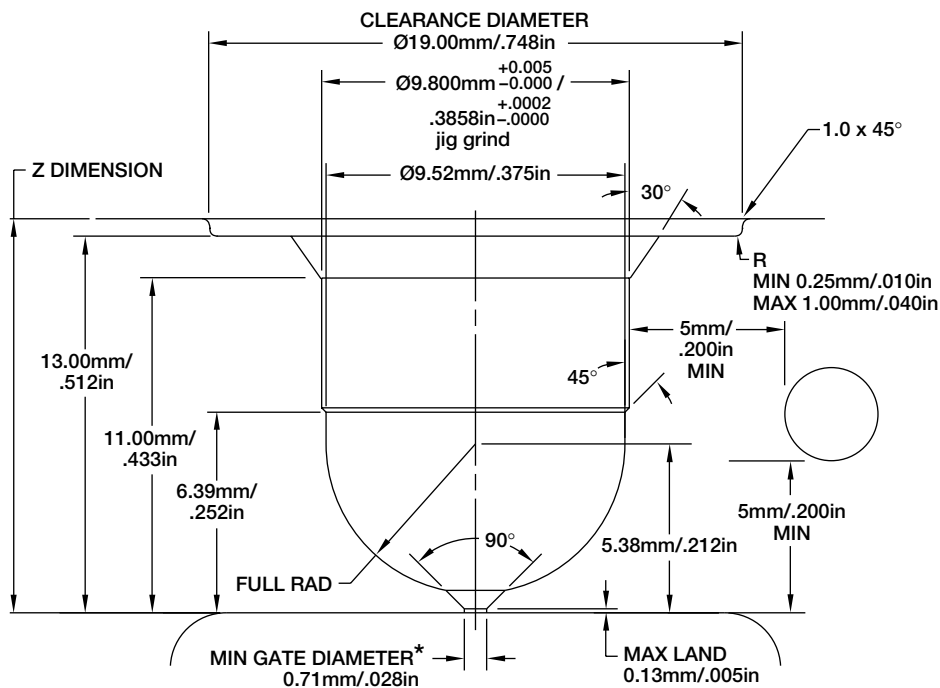 CLEARANCE DIAMETER
Ø19.00mm/.748in
Ø9.800mm +0.005 -0.000 /
.3858in +.0002 -.0000
jig grind
1.0 x 45°
Z DIMENSION
Ø9.52mm/.375in
30°
R
MIN 0.25mm/.010in
MAX 1.00mm/.040in
5mm/
.200in
MIN
13.00mm/
.512in
45°
11.00mm/
.433in
6.39mm/
.252in
5mm/.200in
MIN
90°
5.38mm/.212in
FULL RAD
MIN GATE DIAMETER*
0.71mm/.028in
MAX LAND
0.13mm/.005in